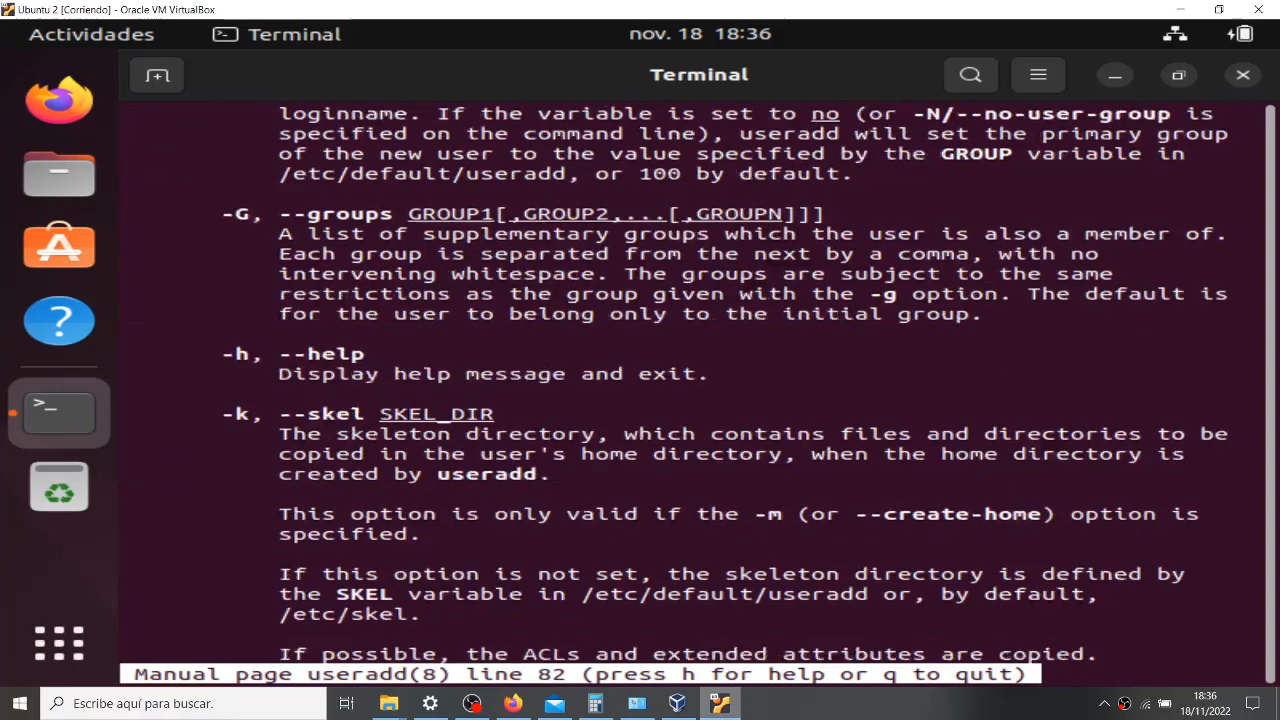 Ubuntu 2 [Corriendo] - Oracle VM VirtualBox
Actividades
Terminal
nov. 18 18:36
Terminal
loginname. If the variable is set to no (or -N/--no-user-group is
specified on the command line), useradd will set the primary group
of the new user to the value specified by the GROUP variable in
/etc/default/useradd, or 100 by default.
-G, --groups GROUP1[,GROUP2,...[,GROUPN]]]
A list of supplementary groups which the user is also a member of.
Each group is separated from the next by a comma, with no
intervening whitespace. The groups are subject to the same
restrictions as the group given with the -g option. The default is
for the user to belong only to the initial group.
-h, --help
Display help message and exit.
-k, --skel SKEL_DIR
The skeleton directory, which contains files and directories to be
copied in the user's home directory, when the home directory is
created by useradd.
This option is only valid if the -m (or --create-home) option is
specified.
If this option is not set, the skeleton directory is defined by
the SKEL variable in /etc/default/useradd or, by default,
/etc/skel.
If possible, the ACLs and extended attributes are copied.
Manual page useradd(8) line 82 (press h for help or q to quit)
Escribe aquí para buscar.
18:36
18/11/2022